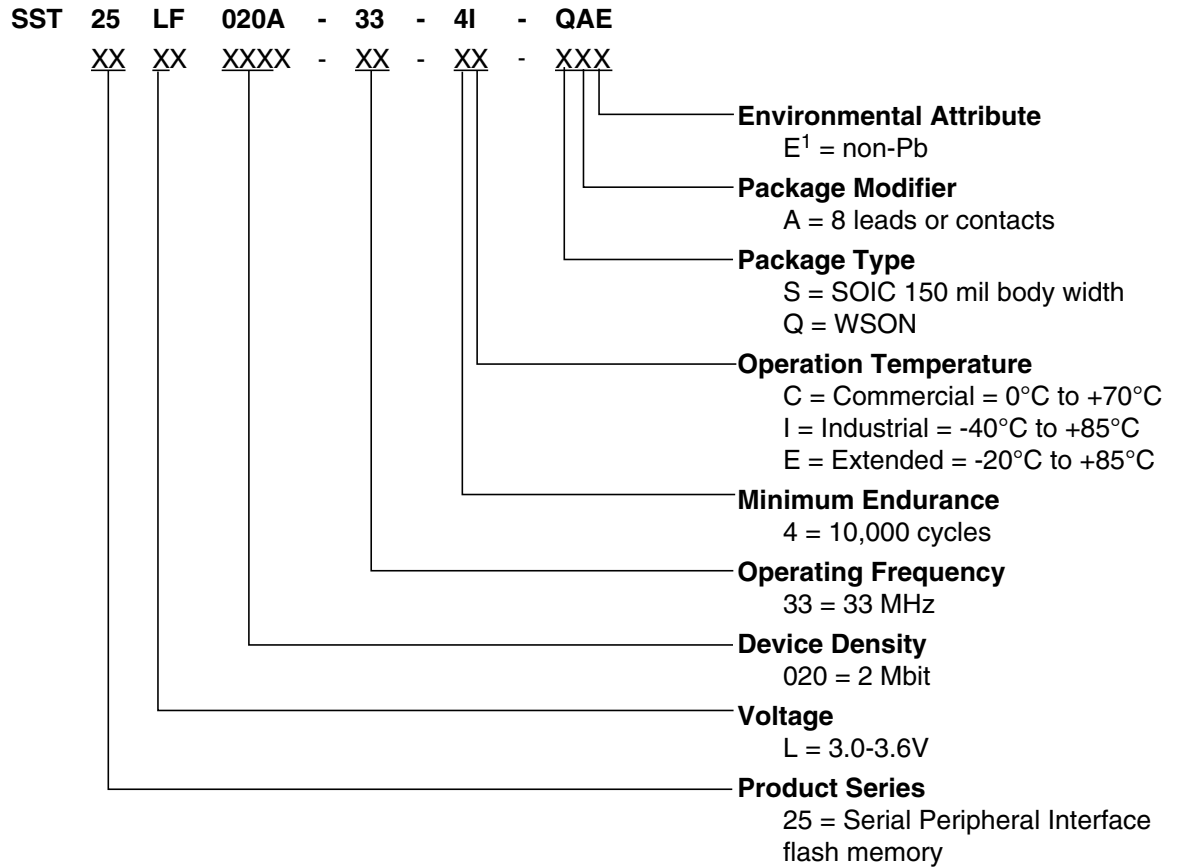 SST 25 LF 020A - 33 - 4I - QAE
XX XX XXXX - XX - XX - XXX
Environmental Attribute
E1 = non-Pb
Package Modifier
A = 8 leads or contacts
Package Type
S = SOIC 150 mil body width
Q = WSON
Operation Temperature
C = Commercial = 0°C to +70°C
I = Industrial = -40°C to +85°C
E = Extended = -20°C to +85°C
Minimum Endurance
4 = 10,000 cycles
Operating Frequency
33 = 33 MHz
Device Density
020 = 2 Mbit
Voltage
L = 3.0-3.6V
Product Series
25 = Serial Peripheral Interface
flash memory